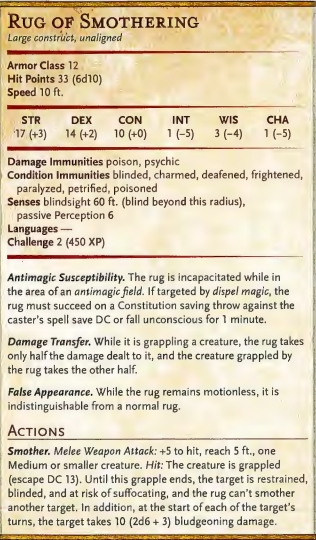 RUG OF SMOTHERING
Large construct, unaligned
Armor Class 12
Hit Points 33 (6d10)
Speed 10 ft.
STR DEX CON INT WIS CHA
17 (+3) 14 (+2) 10 (+0) 1 (−5) 3 (−4) 1 (−5)
Damage Immunities poison, psychic
Condition Immunities blinded, charmed, deafened, frightened,
paralyzed, petrified, poisoned
Senses blindsight 60 ft. (blind beyond this radius),
passive Perception 6
Languages —
Challenge 2 (450 XP)
Antimagic Susceptibility. The rug is incapacitated while in
the area of an antimagic field. If targeted by dispel magic, the
rug must succeed on a Constitution saving throw against the
caster's spell save DC or fall unconscious for 1 minute.
Damage Transfer. While it is grappling a creature, the rug takes
only half the damage dealt to it, and the creature grappled by
the rug takes the other half.
False Appearance. While the rug remains motionless, it is
indistinguishable from a normal rug.
ACTIONS
Smother. Melee Weapon Attack: +5 to hit, reach 5 ft., one
Medium or smaller creature. Hit: The creature is grappled
(escape DC 13). Until this grapple ends, the target is restrained,
blinded, and at risk of suffocating, and the rug can't smother
another target. In addition, at the start of each of the target's
turns, the target takes 10 (2d6 + 3) bludgeoning damage.